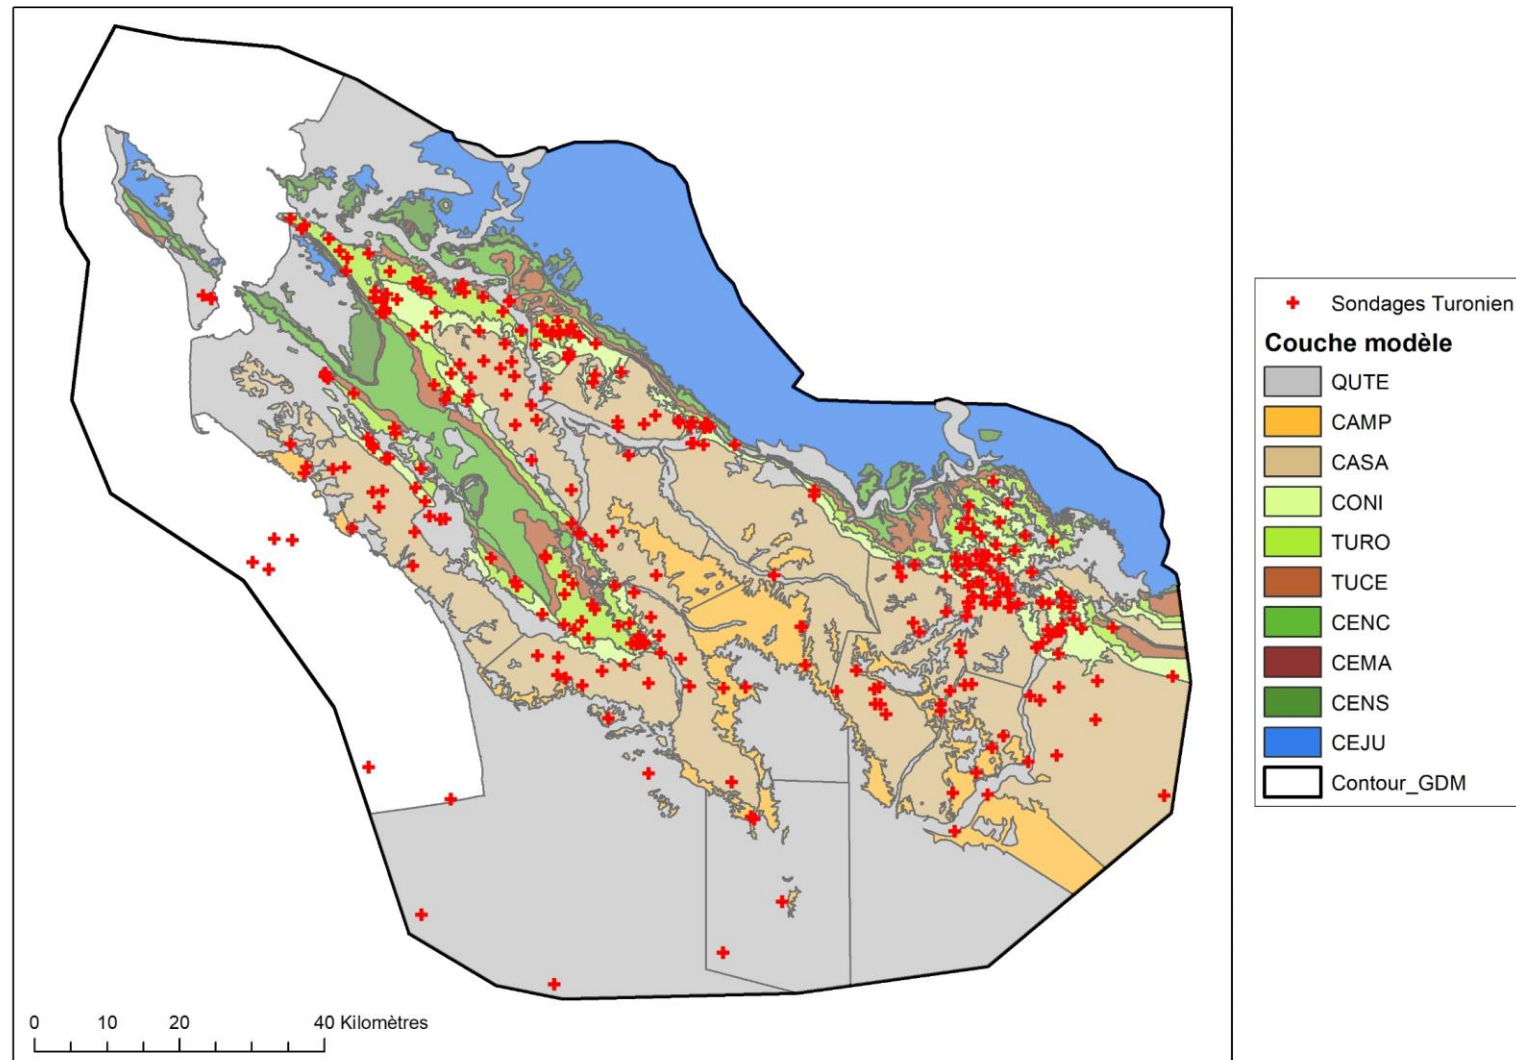 Sondages Turonien
Couche modèle
QUTE
CAMP
CASA
CONI
TURO
TUCE
CENC
CEMA
CENS
CEJU
Contour_GDM
0 10 20 40 Kilomètres